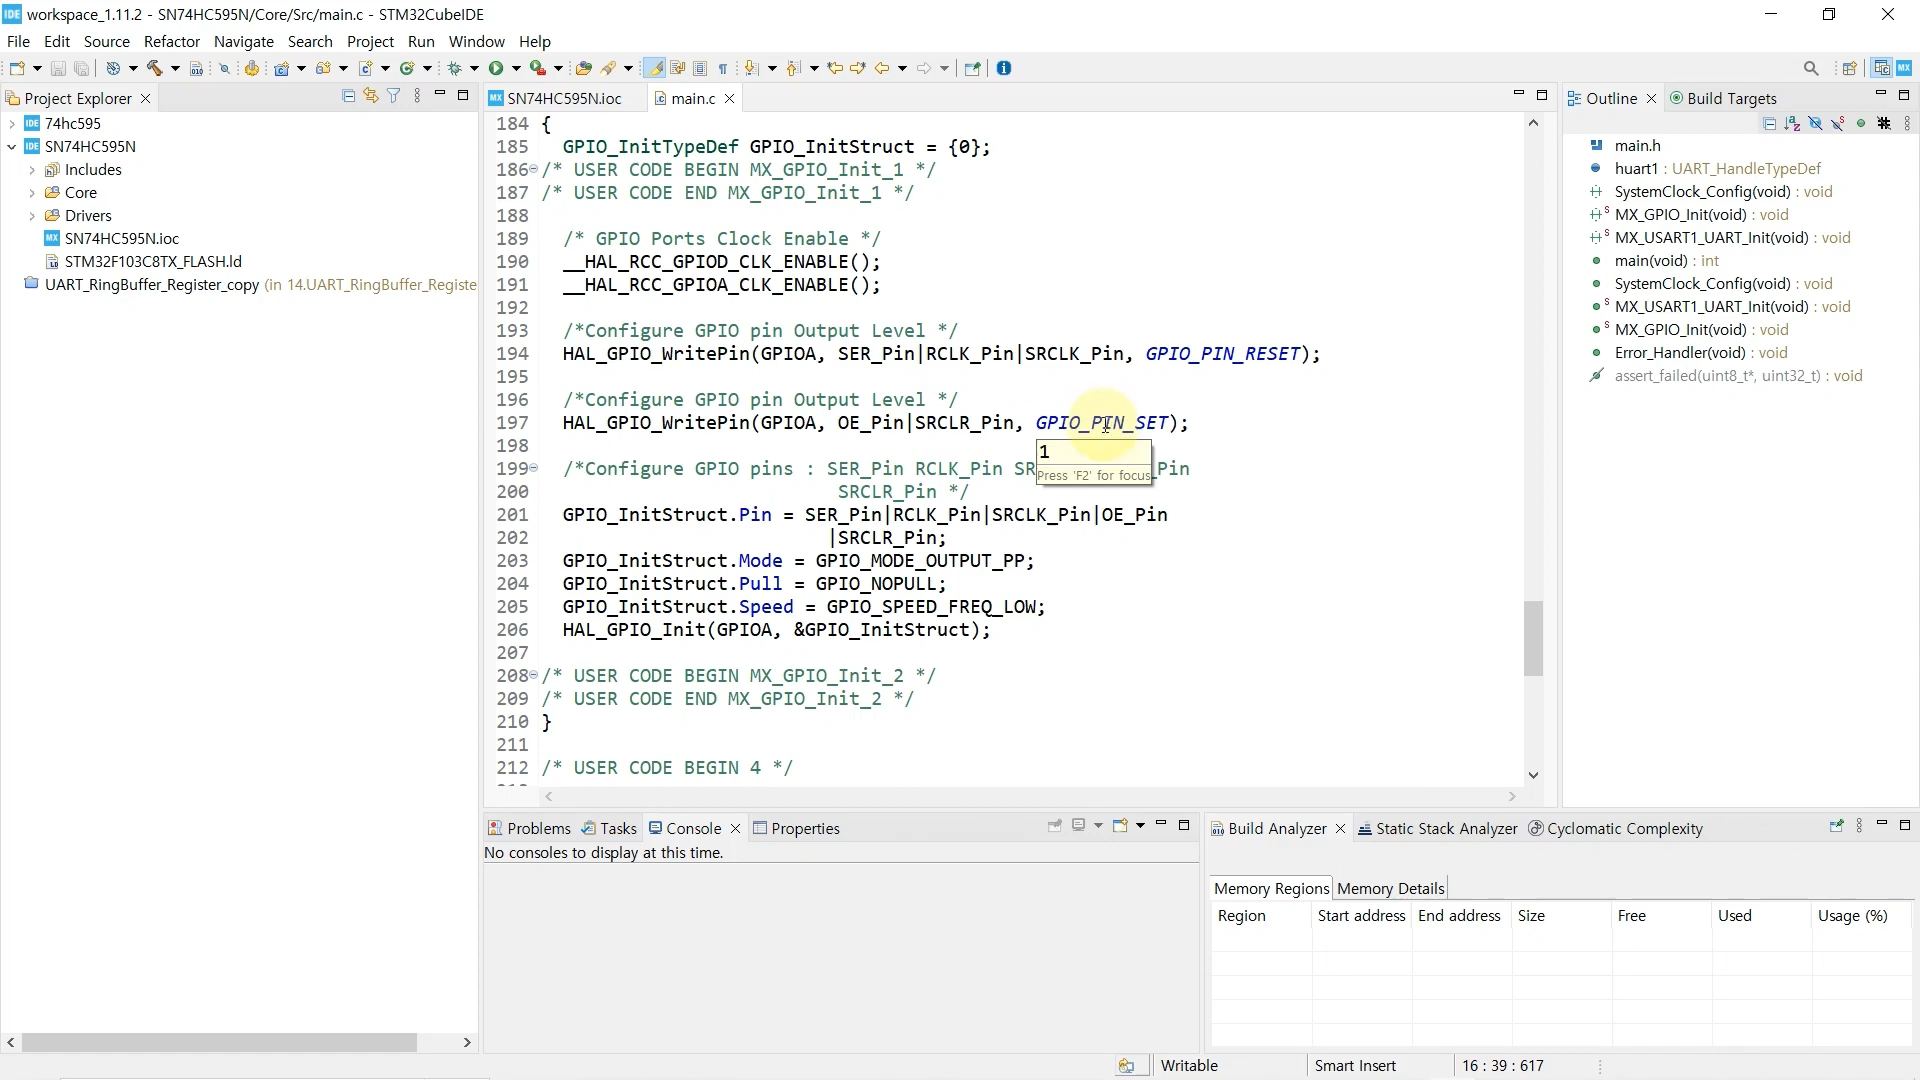 workspace_1.11.2 - SN74HC595N/Core/Src/main.c - STM32CubeIDE
File Edit Source Refactor Navigate Search Project Run Window Help
Project Explorer
74hc595
SN74HC595N
Includes
Core
Drivers
SN74HC595N.ioc
STM32F103C8TX_FLASH.ld
UART_RingBuffer_Register_copy (in 14.UART_RingBuffer_Registe
SN74HC595N.ioc main.c
184 {
185 GPIO_InitTypeDef GPIO_InitStruct = {0};
186 /* USER CODE BEGIN MX_GPIO_Init_1 */
187 /* USER CODE END MX_GPIO_Init_1 */
188
189 /* GPIO Ports Clock Enable */
190 __HAL_RCC_GPIOD_CLK_ENABLE();
191 __HAL_RCC_GPIOA_CLK_ENABLE();
192
193 /*Configure GPIO pin Output Level */
194 HAL_GPIO_WritePin(GPIOA, SER_Pin|RCLK_Pin|SRCLK_Pin, GPIO_PIN_RESET);
195
196 /*Configure GPIO pin Output Level */
197 HAL_GPIO_WritePin(GPIOA, OE_Pin|SRCLR_Pin, GPIO_PIN_SET);
198
1
Press 'F2' for focus
199 /*Configure GPIO pins : SER_Pin RCLK_Pin SR _Pin
200 SRCLR_Pin */
201 GPIO_InitStruct.Pin = SER_Pin|RCLK_Pin|SRCLK_Pin|OE_Pin
202 |SRCLR_Pin;
203 GPIO_InitStruct.Mode = GPIO_MODE_OUTPUT_PP;
204 GPIO_InitStruct.Pull = GPIO_NOPULL;
205 GPIO_InitStruct.Speed = GPIO_SPEED_FREQ_LOW;
206 HAL_GPIO_Init(GPIOA, &GPIO_InitStruct);
207
208 /* USER CODE BEGIN MX_GPIO_Init_2 */
209 /* USER CODE END MX_GPIO_Init_2 */
210 }
211
212 /* USER CODE BEGIN 4 */
Outline Build Targets
main.h
huart1 : UART_HandleTypeDef
SystemClock_Config(void) : void
MX_GPIO_Init(void) : void
MX_USART1_UART_Init(void) : void
main(void) : int
SystemClock_Config(void) : void
MX_USART1_UART_Init(void) : void
MX_GPIO_Init(void) : void
Error_Handler(void) : void
assert_failed(uint8_t*, uint32_t) : void
Problems Tasks Console Properties
No consoles to display at this time.
Build Analyzer Static Stack Analyzer Cyclomatic Complexity
Memory Regions Memory Details
Region Start address End address Size Free Used Usage (%)
Writable Smart Insert 16 : 39 : 617